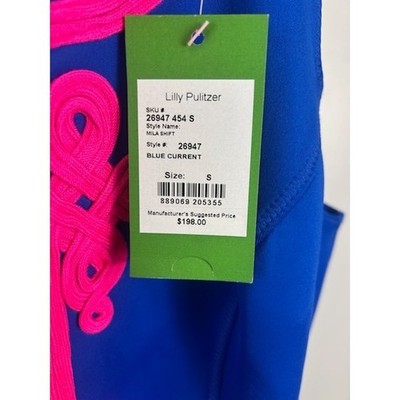 Lilly Pulitzer
SKU #:
26947 454 S
Style Name:
MILA SHIFT
Style #: 26947
BLUE CURRENT
Size: S
889069 205355
Manufacturer's Suggested Price
$198.00